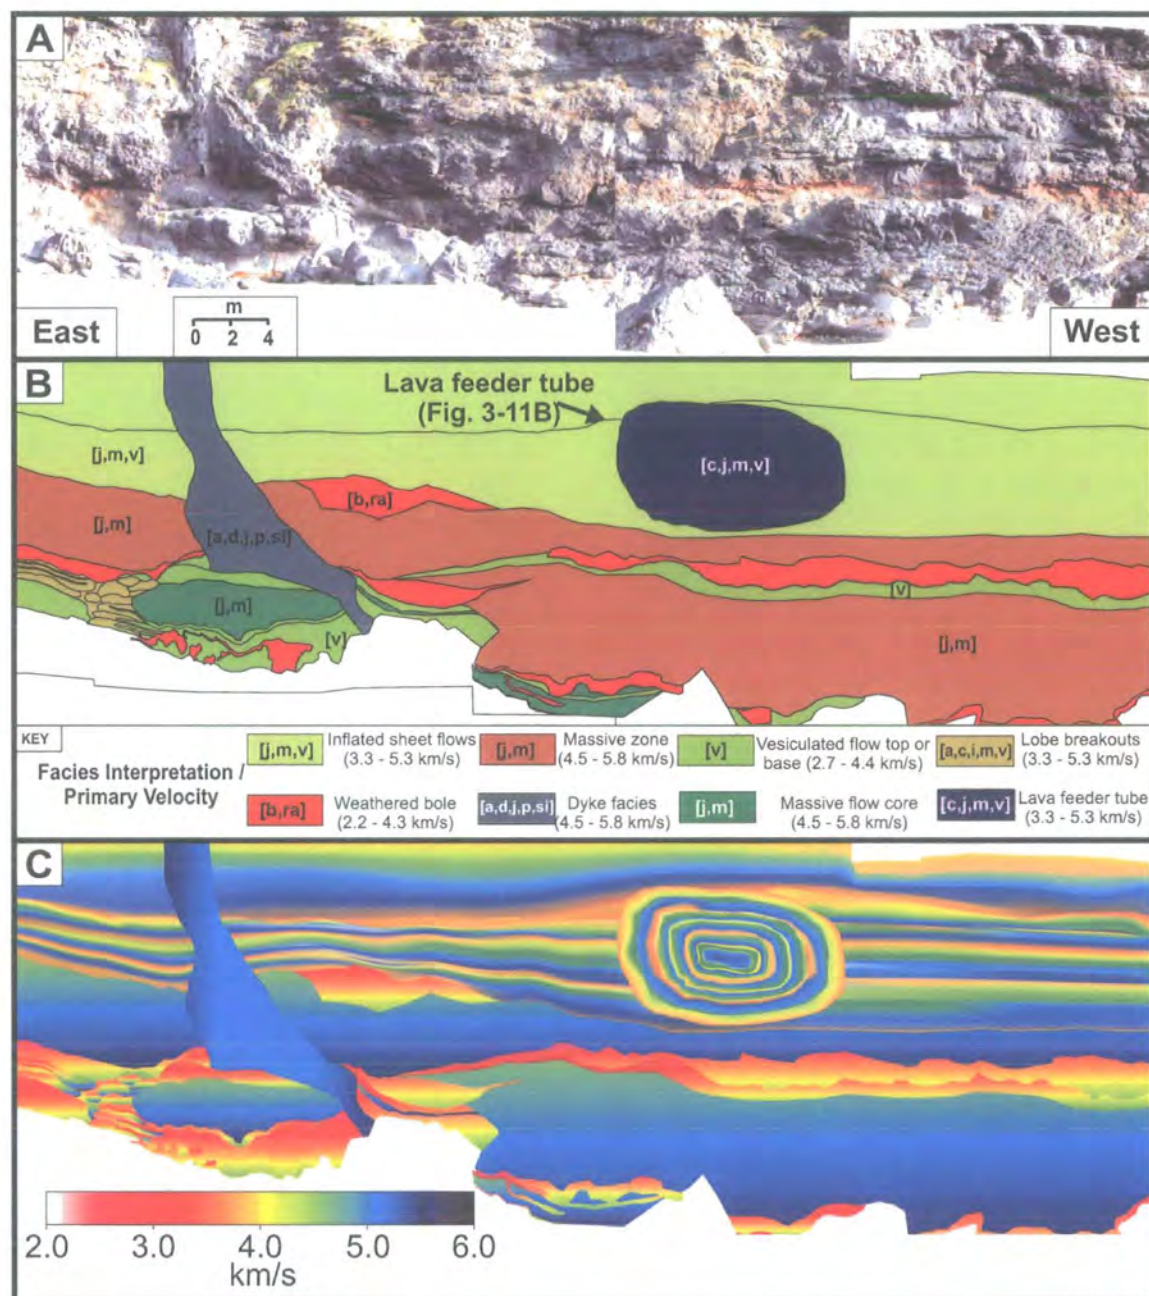 A
m
0 2 4
East
West
B
Lava feeder tube
(Fig. 3-11B)
[j,m,v]
[c,j,m,v]
[b,ra]
[j,m]
[a,d,j,p,si]
[j,m]
[v]
[v]
[j,m]
KEY
Facies Interpretation /
Primary Velocity
[j,m,v] Inflated sheet flows
(3.3 - 5.3 km/s)
[j,m] Massive zone
(4.5 - 5.8 km/s)
[v] Vesiculated flow top or
base (2.7 - 4.4 km/s)
[a,c,i,m,v] Lobe breakouts
(3.3 - 5.3 km/s)
[b,ra] Weathered bole
(2.2 - 4.3 km/s)
[a,d,j,p,si] Dyke facies
(4.5 - 5.8 km/s)
[j,m] Massive flow core
(4.5 - 5.8 km/s)
[c,j,m,v] Lava feeder tube
(3.3 - 5.3 km/s)
C
2.0 3.0 4.0 5.0 6.0
km/s